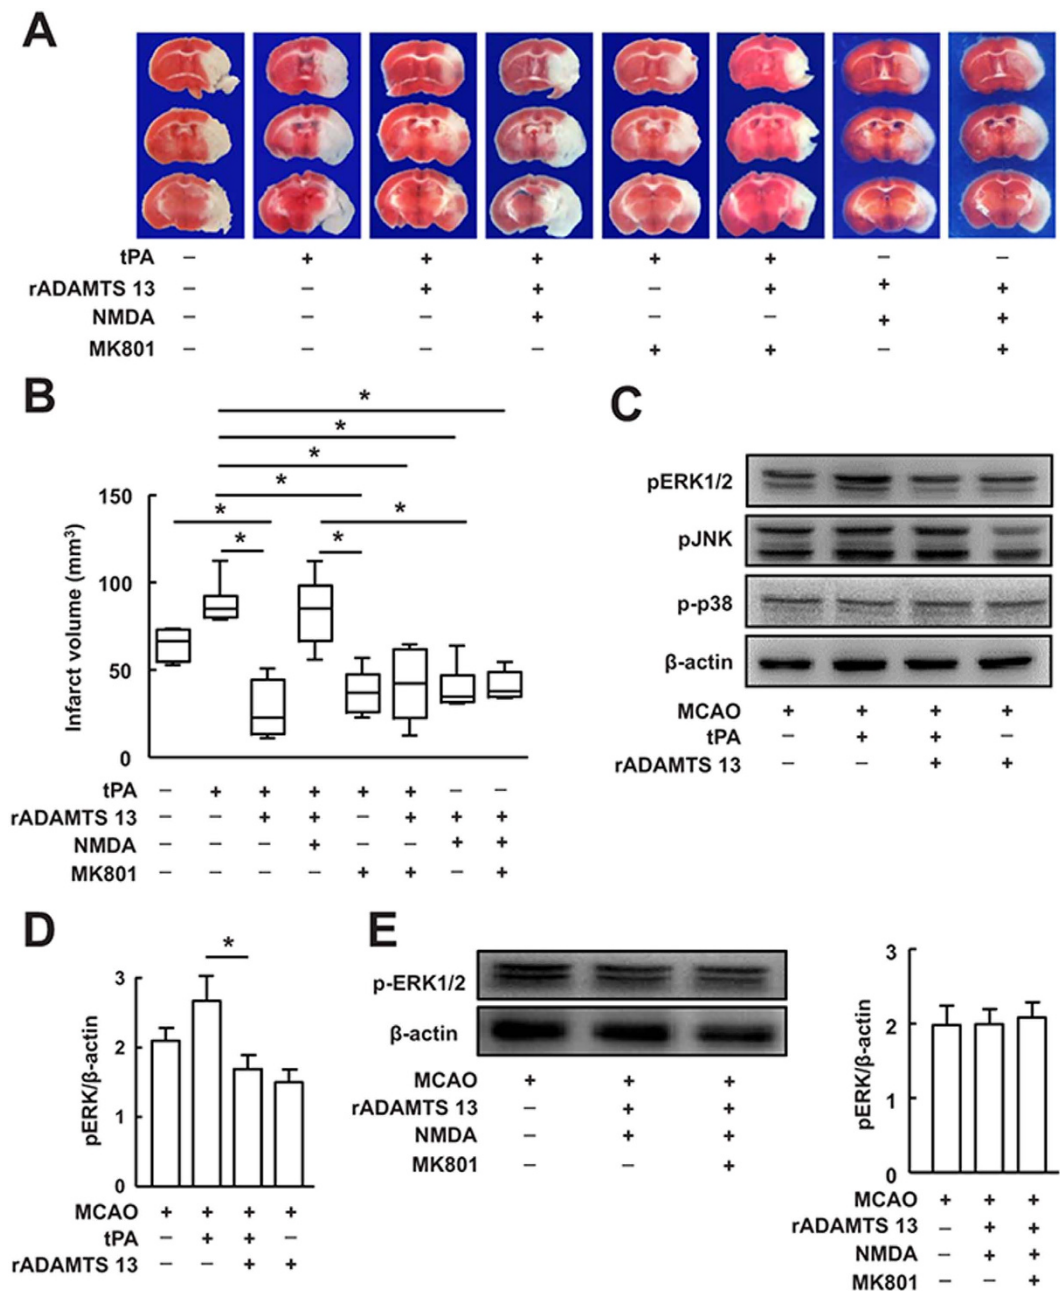 A
tPA – + + + + + – –
rADAMTS 13 – – + + – + + +
NMDA – – – + – – + +
MK801 – – – – + + – +
B
*
*
*
*
* *
* *
Infarct volume (mm³)
150
100
50
0
tPA – + + + + + – –
rADAMTS 13 – – + + – + + +
NMDA – – – + – – + +
MK801 – – – – + + – +
C
pERK1/2
pJNK
p-p38
β-actin
MCAO + + + +
tPA – + + –
rADAMTS 13 – – + +
D
*
pERK/β-actin
3
2
1
0
MCAO + + + +
tPA – + + –
rADAMTS 13 – – + +
E
p-ERK1/2
β-actin
MCAO + + +
rADAMTS 13 – + +
NMDA – + +
MK801 – – +
pERK/β-actin
3
2
1
0
MCAO + + +
rADAMTS 13 – + +
NMDA – + +
MK801 – – +